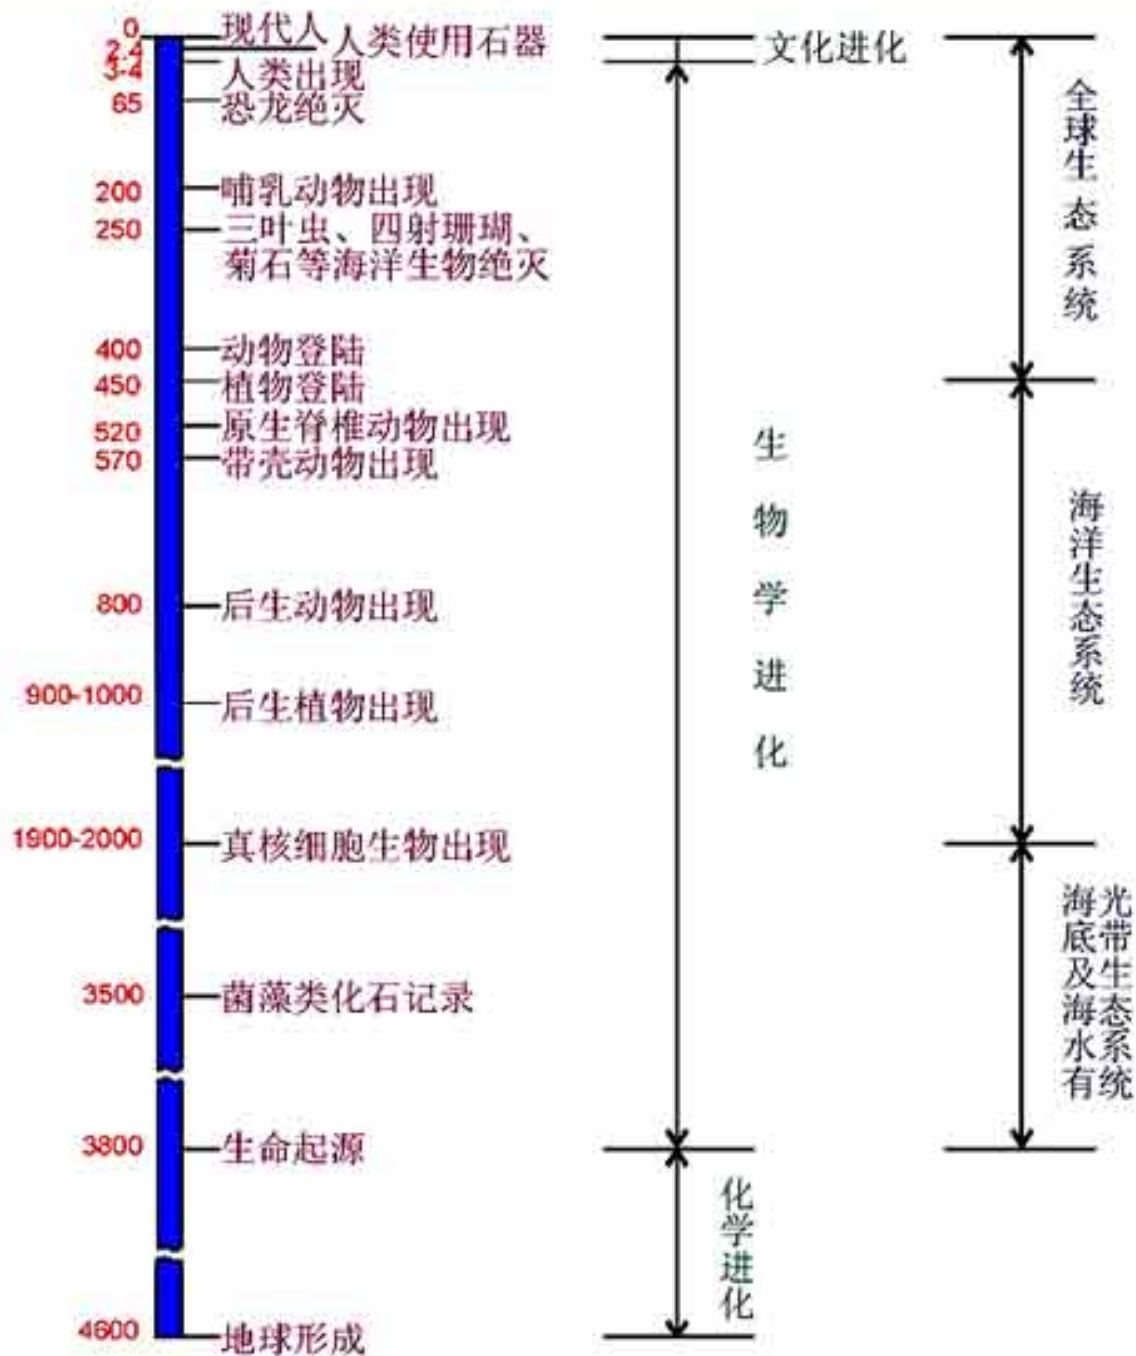 0 现代人
2.4 人类使用石器
3-4 人类出现
65 恐龙绝灭
200 哺乳动物出现
250 三叶虫、四射珊瑚、
菊石等海洋生物绝灭
400 动物登陆
450 植物登陆
520 原生脊椎动物出现
570 带壳动物出现
800 后生动物出现
900-1000 后生植物出现
1900-2000 真核细胞生物出现
3500 菌藻类化石记录
3800 生命起源
4600 地球形成
文化进化
生物学进化
化学进化
全球生态系统
海洋生态系统
海底及海水有
光带生态系统